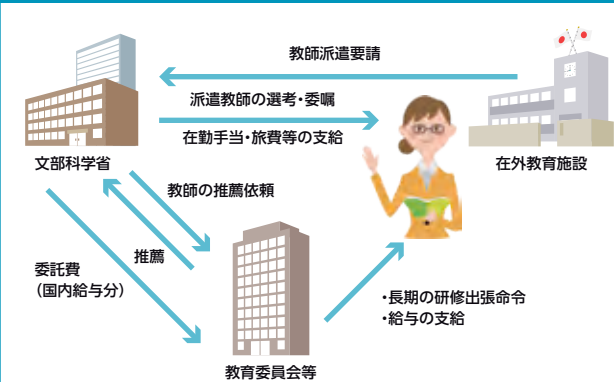 教師派遣要請
派遣教師の選考・委嘱
在勤手当・旅費等の支給
文部科学省
在外教育施設
教師の推薦依頼
推薦
委託費
(国内給与分)
・長期の研修出張命令
・給与の支給
教育委員会等